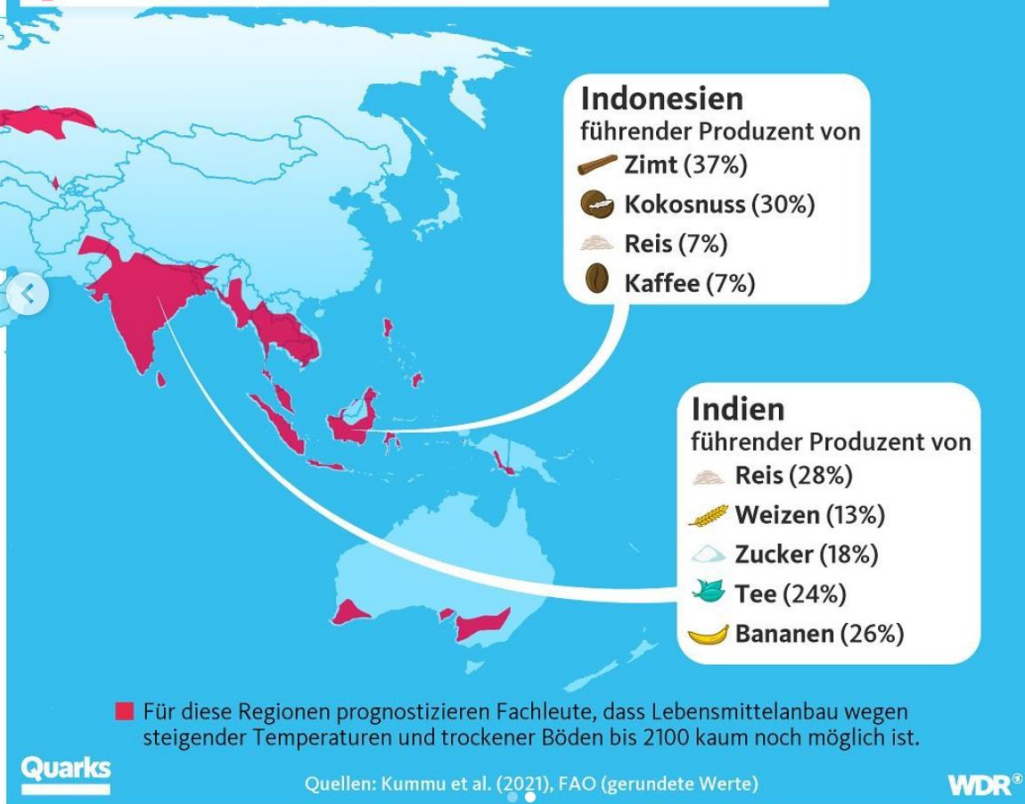 Indonesien
führender Produzent von
Zimt (37%)
Kokosnuss (30%)
Reis (7%)
Kaffee (7%)
Indien
führender Produzent von
Reis (28%)
Weizen (13%)
Zucker (18%)
Tee (24%)
Bananen (26%)
Für diese Regionen prognostizieren Fachleute, dass Lebensmittelanbau wegen
steigender Temperaturen und trockener Böden bis 2100 kaum noch möglich ist.
Quarks
Quellen: Kummu et al. (2021), FAO (gerundete Werte)
WDR®